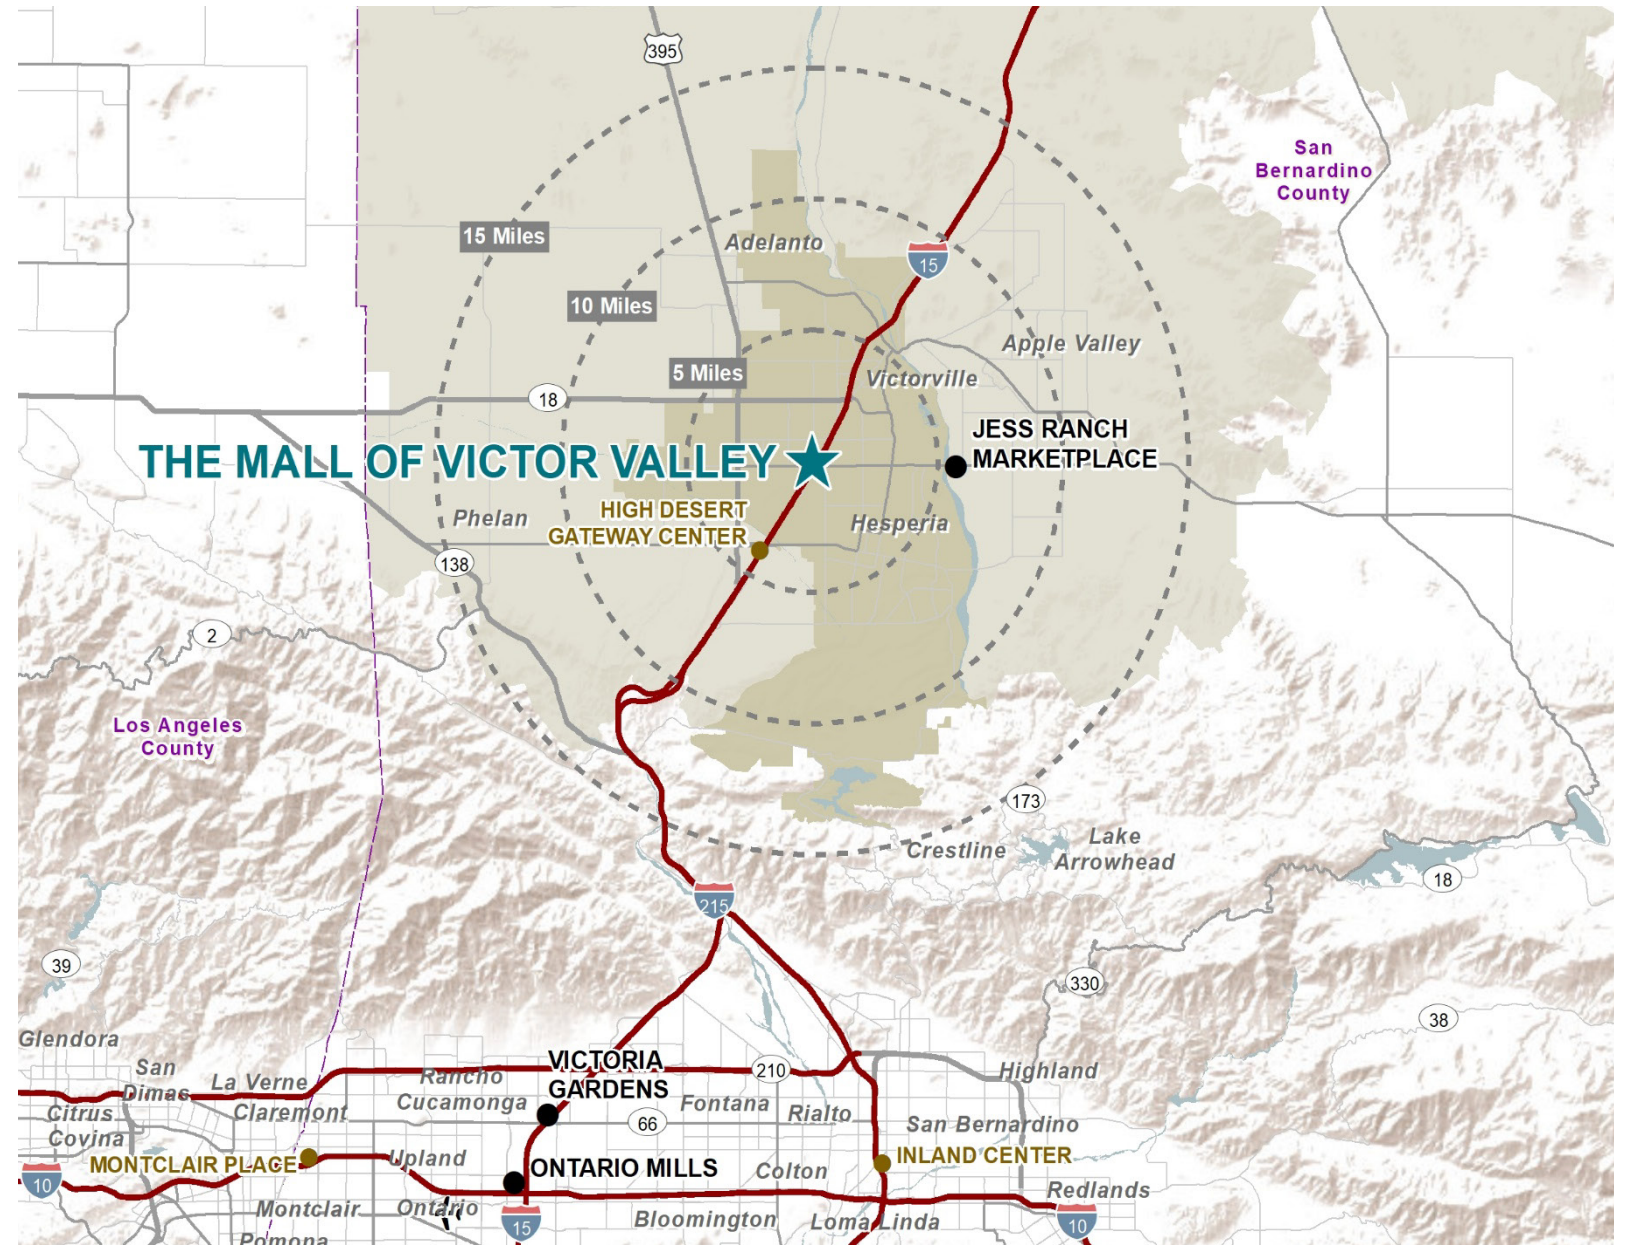 395
San
Bernardino
County
15 Miles
Adelanto
15
10 Miles
Apple Valley
5 Miles
Victorville
18
JESS RANCH
MARKETPLACE
THE MALL OF VICTOR VALLEY
HIGH DESERT
GATEWAY CENTER
Phelan
Hesperia
138
2
Los Angeles
County
173
Crestline
Lake
Arrowhead
18
215
39
330
38
Glendora
San
Dimas
La Verne
Rancho
Cucamonga
VICTORIA
GARDENS
210
Highland
Citrus
Covina
Claremont
Fontana
Rialto
66
San Bernardino
MONTCLAIR PLACE
Upland
ONTARIO MILLS
Colton
INLAND CENTER
10
Redlands
Montclair
Ontario
15
Bloomington
Loma Linda
10
Pomona